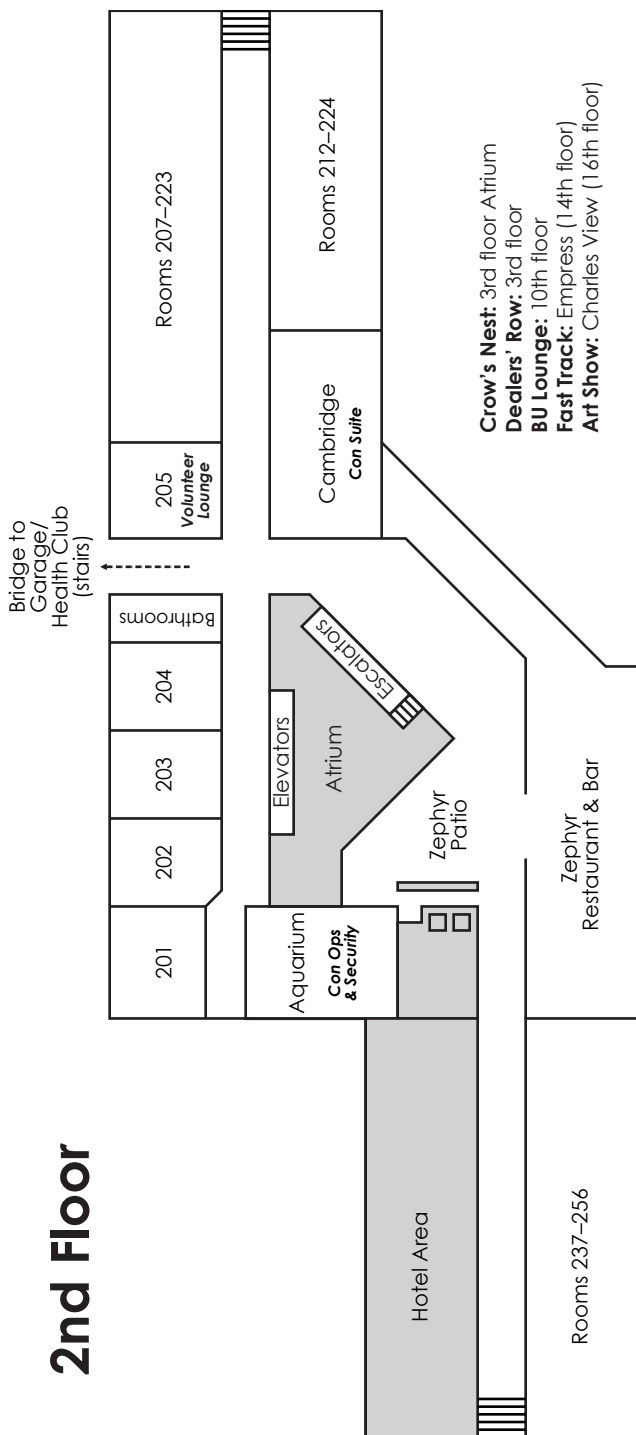 2nd Floor
Bridge to
Garage/
Health Club
(stairs)
201
202
203
204
Bathrooms
205
Volunteer
Lounge
Rooms 207–223
Aquarium
Con Ops
& Security
Elevators
Atrium
Escalators
Cambridge
Con Suite
Rooms 212–224
Hotel Area
Zephyr
Patio
Rooms 237–256
Zephyr
Restaurant & Bar
Crow’s Nest: 3rd floor Atrium
Dealers’ Row: 3rd floor
BU Lounge: 10th floor
Fast Track: Empress (14th floor)
Art Show: Charles View (16th floor)